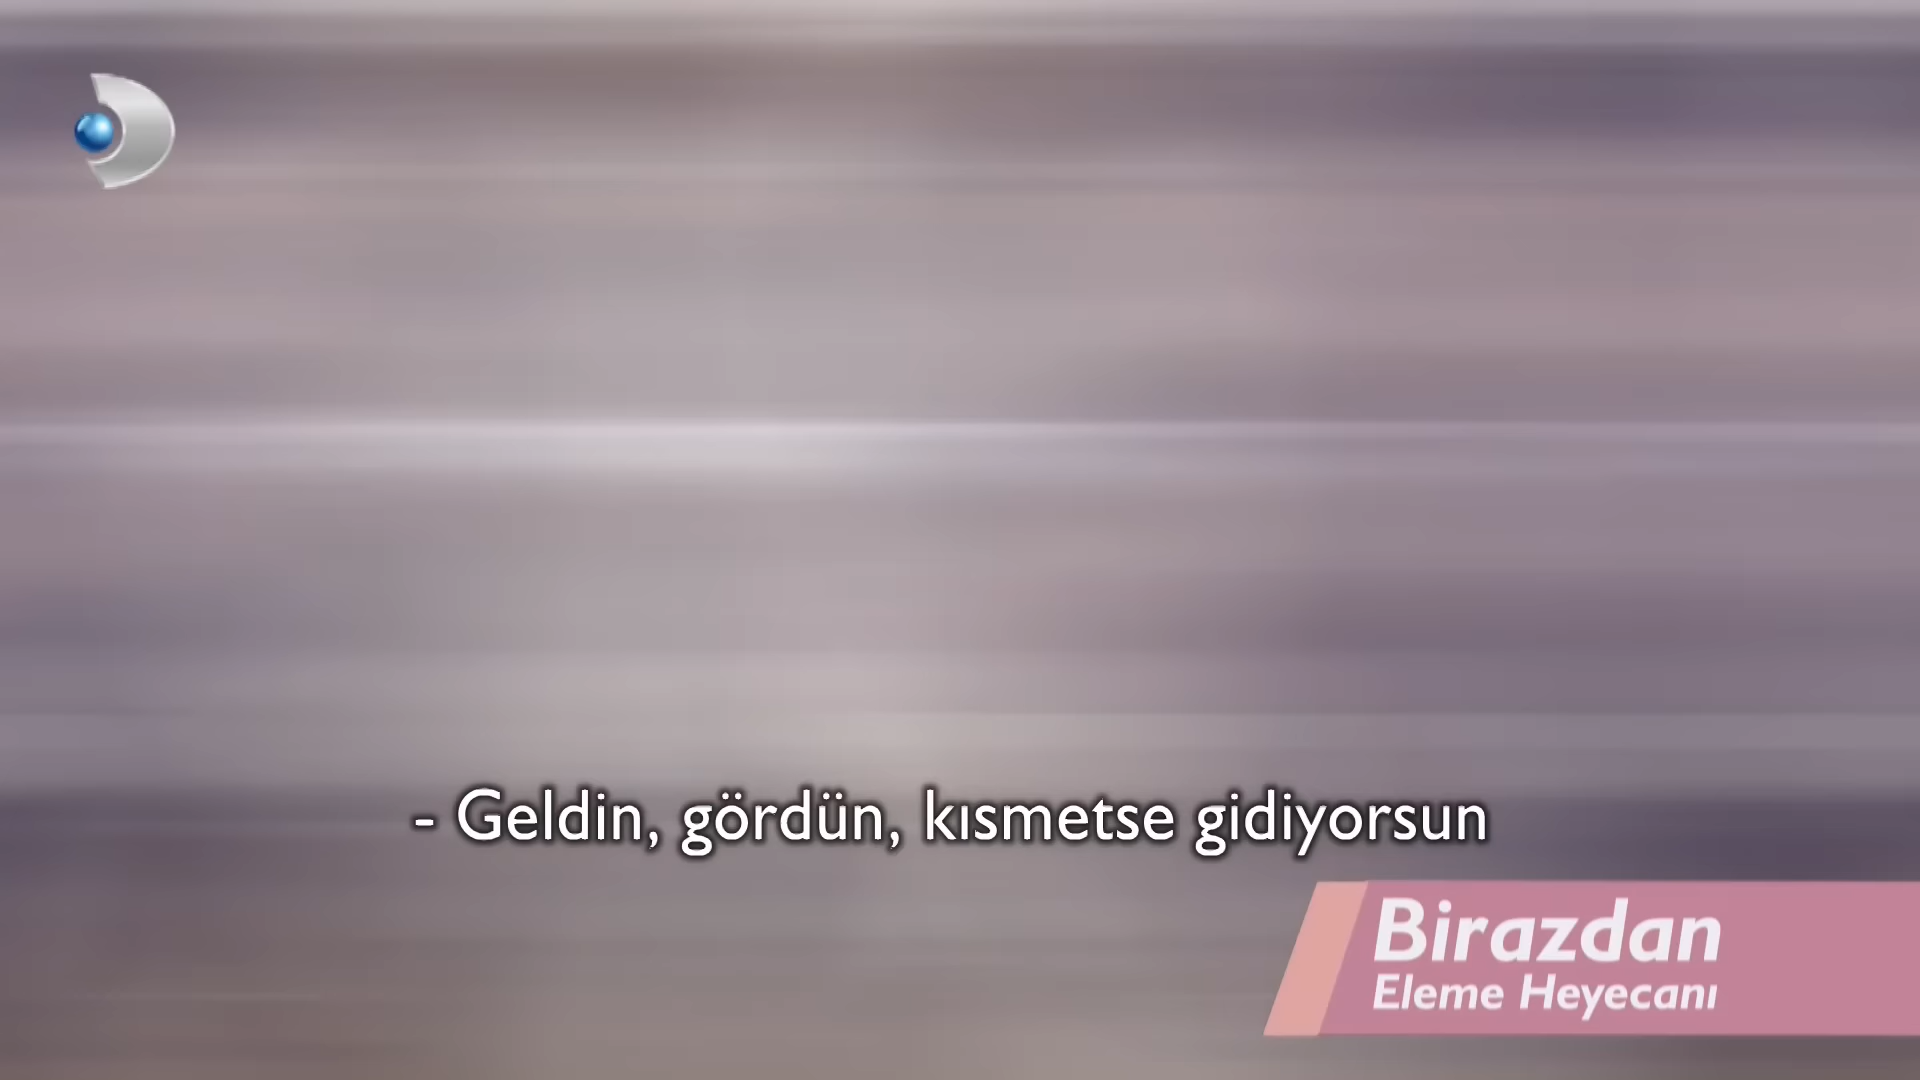 - Geldin, gördün, kısmetse gidiyorsun
Birazdan
Eleme Heyecanı